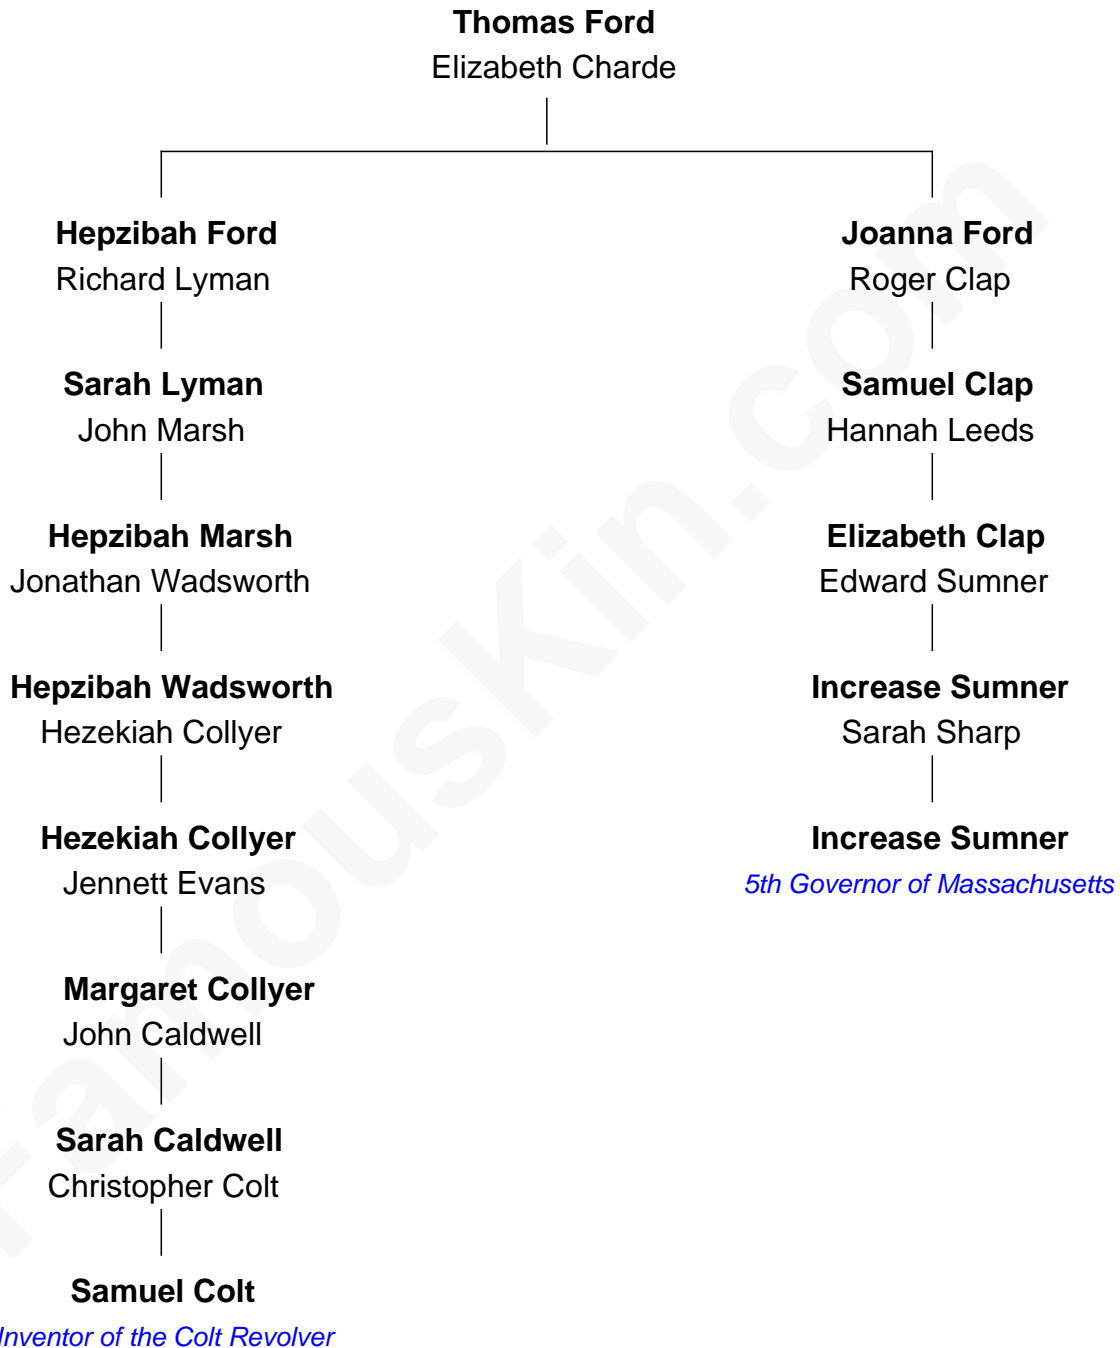 Thomas Ford
Elizabeth Charde
Hepzibah Ford
Richard Lyman
Joanna Ford
Roger Clap
Sarah Lyman
John Marsh
Samuel Clap
Hannah Leeds
Hepzibah Marsh
Jonathan Wadsworth
Elizabeth Clap
Edward Sumner
Hepzibah Wadsworth
Hezekiah Collyer
Increase Sumner
Sarah Sharp
Hezekiah Collyer
Jennett Evans
Increase Sumner
5th Governor of Massachusetts
Margaret Collyer
John Caldwell
Sarah Caldwell
Christopher Colt
Samuel Colt
Inventor of the Colt Revolver
FamousKin.com